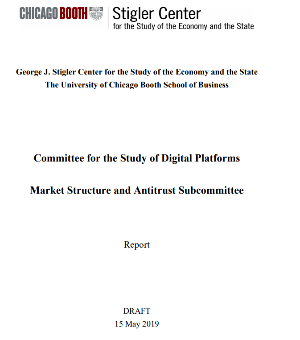 CHICAGO BOOTH Stigler Center
for the Study of the Economy and the State
George J. Stigler Center for the Study of the Economy and the State
The University of Chicago Booth School of Business
Committee for the Study of Digital Platforms
Market Structure and Antitrust Subcommittee
Report
DRAFT
15 May 2019